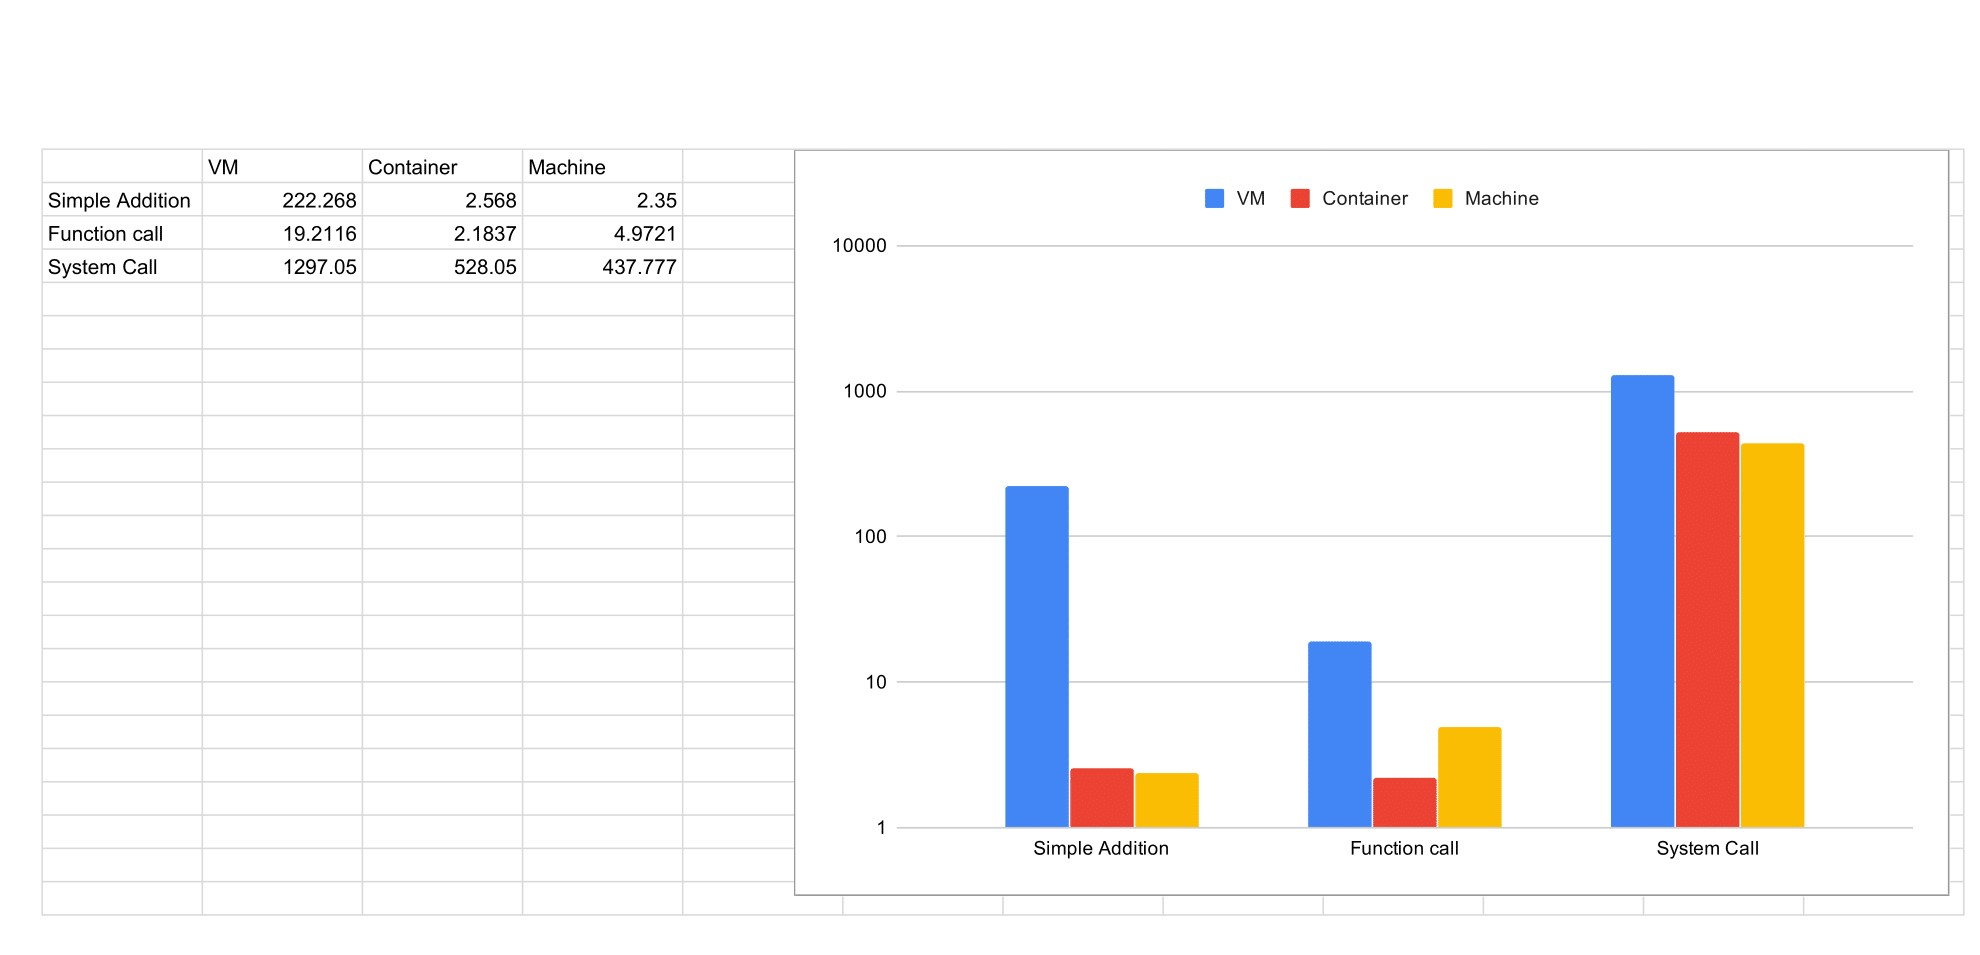 VM Container Machine
Simple Addition 222.268 2.568 2.35
Function call 19.2116 2.1837 4.9721
System Call 1297.05 528.05 437.777
VM Container Machine
10000
1000
100
10
1
Simple Addition Function call System Call